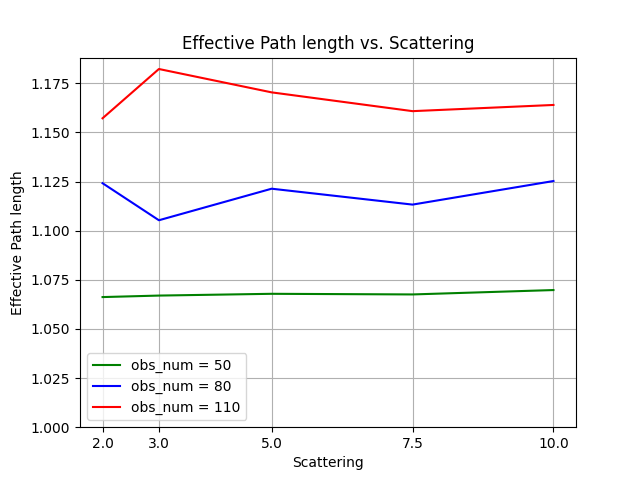 Effective Path length vs. Scattering
Effective Path length
1.175
1.150
1.125
1.100
1.075
1.050
1.025
1.000
obs_num = 50
obs_num = 80
obs_num = 110
2.0 3.0 5.0 7.5 10.0
Scattering